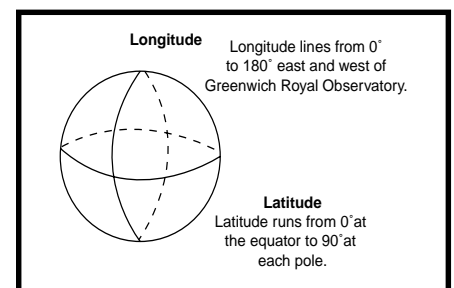 Longitude
Longitude lines from 0˚
to 180˚ east and west of
Greenwich Royal Observatory.
Latitude
Latitude runs from 0˚at
the equator to 90˚at
each pole.